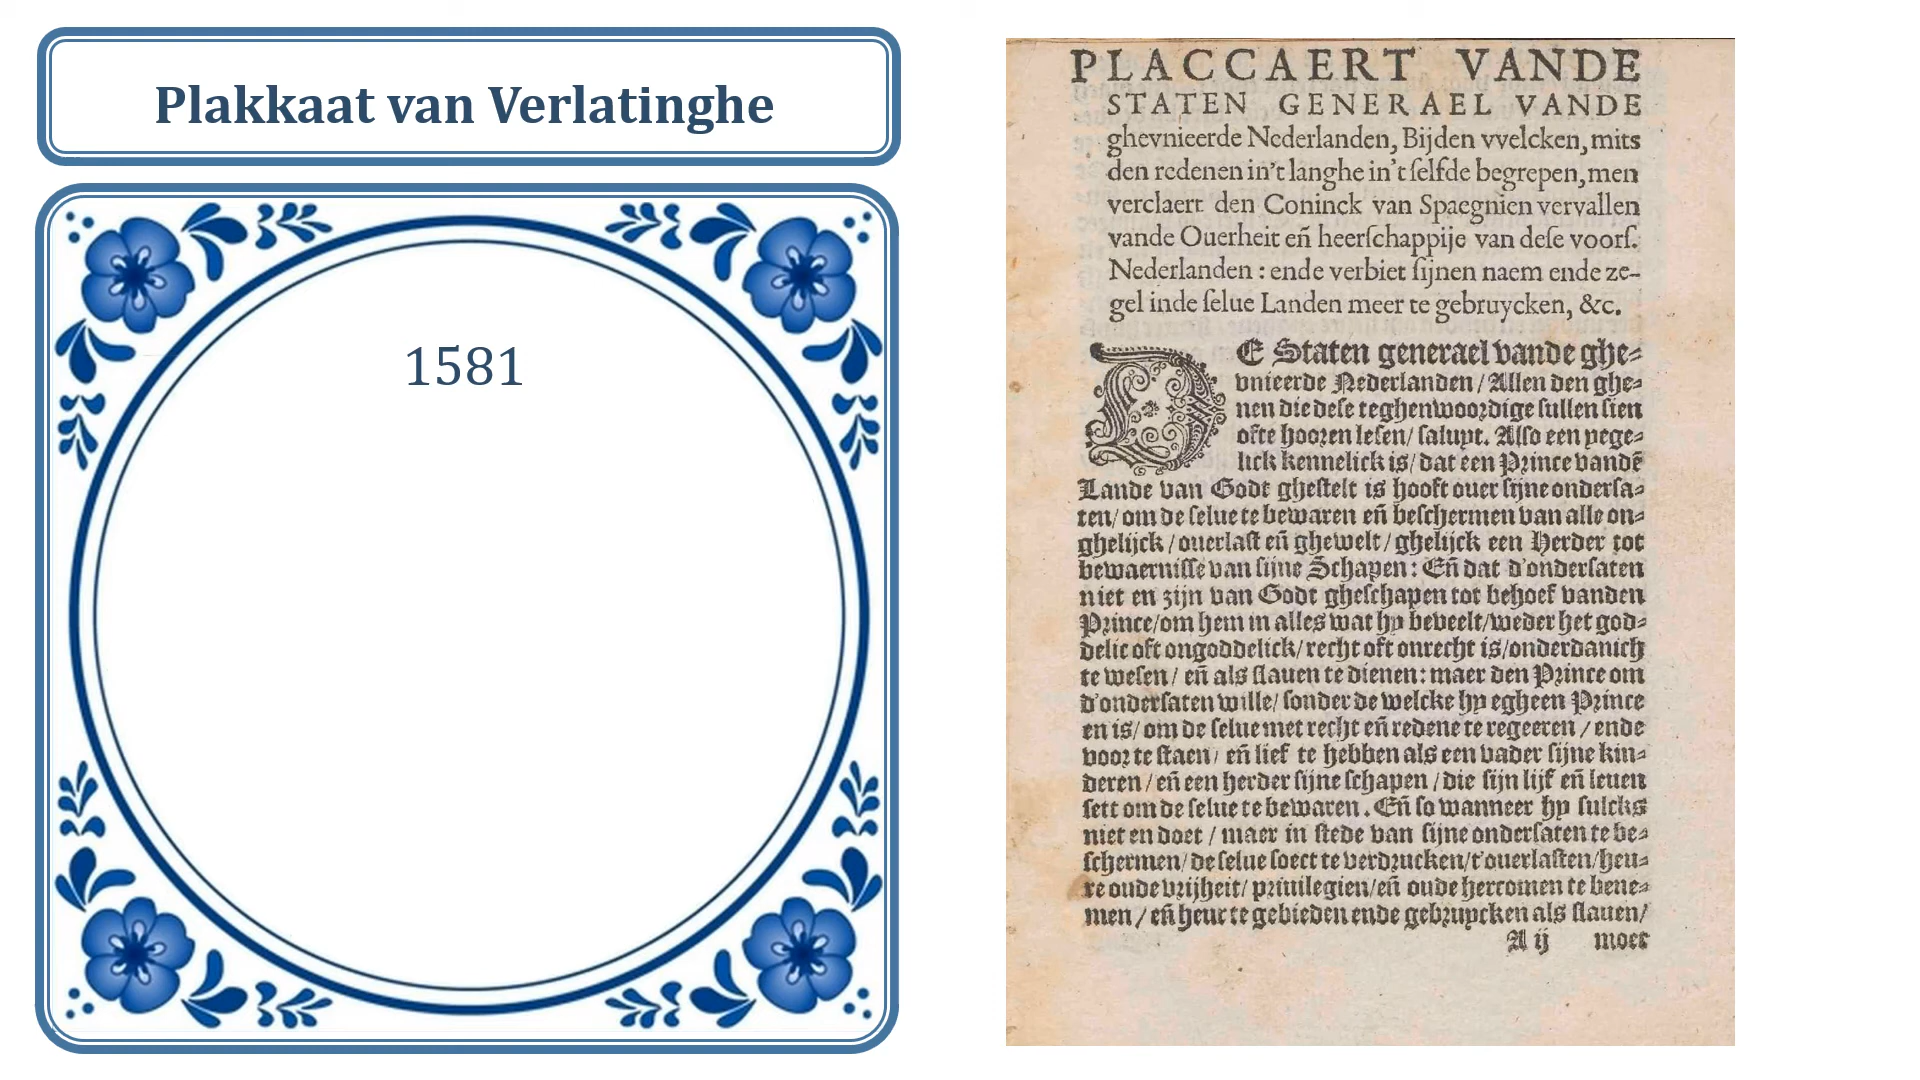 Plakkaat van Verlatinghe
1581
PLACCAERT VANDE
STATEN GENERAEL VANDE
ghevnieerde Nederlanden, Bijden vvelcken, mits
den redenen in't langhe in't ſelfde begrepen, men
verclaert den Coninck van Spaegnien vervallen
vande Ouerheit eñ heerſchappije van deſe voorſ.
Nederlanden : ende verbiet ſijnen naem ende ze-
gel inde ſelue Landen meer te gebruycken, &c.
DE Staten generael vande ghe⸗
vnieerde Nederlanden / Allen den ghe⸗
nen die deſe teghenwoordige ſullen ſien
ofte hooren leſen / ſaluyt. Alſo een yege⸗
lick kennelick is / dat een Prince vandē
Lande van Godt gheſtelt is hooft ouer ſijne onderſa⸗
ten / om de ſelue te bewaren eñ beſchermen van alle on⸗
ghelijck / ouerlaſt eñ ghewelt / ghelijck een Herder tot
bewaerniſſe van ſijne Schapen : Eñ dat d'onderſaten
niet en zijn van Godt gheſchapen tot behoef vanden
Prince / om hem in alles wat hy beveelt / weder het god⸗
delic oft ongoddelick / recht oft onrecht is / onderdanich
te weſen / eñ als ſlauen te dienen : maer den Prince om
d'onderſaten wille / ſonder de welcke hy egheen Prince
en is / om de ſelue met recht eñ redene te regeeren / ende
voor te ſtaen / eñ lief te hebben als een vader ſijne kin⸗
deren / eñ een herder ſijne ſchapen / die ſijn lijf eñ leuen
ſett om de ſelue te bewaren. Eñ ſo wanneer hy ſulcks
niet en doet / maer in ſtede van ſijne onderſaten te be⸗
ſchermen / de ſelue ſoect te verdrucken / t'ouerlaſten / heu⸗
re oude vrijheit / priuilegien / eñ oude hercomen te bene⸗
men / eñ heur te gebieden ende gebruycken als ſlauen /
A ij moet